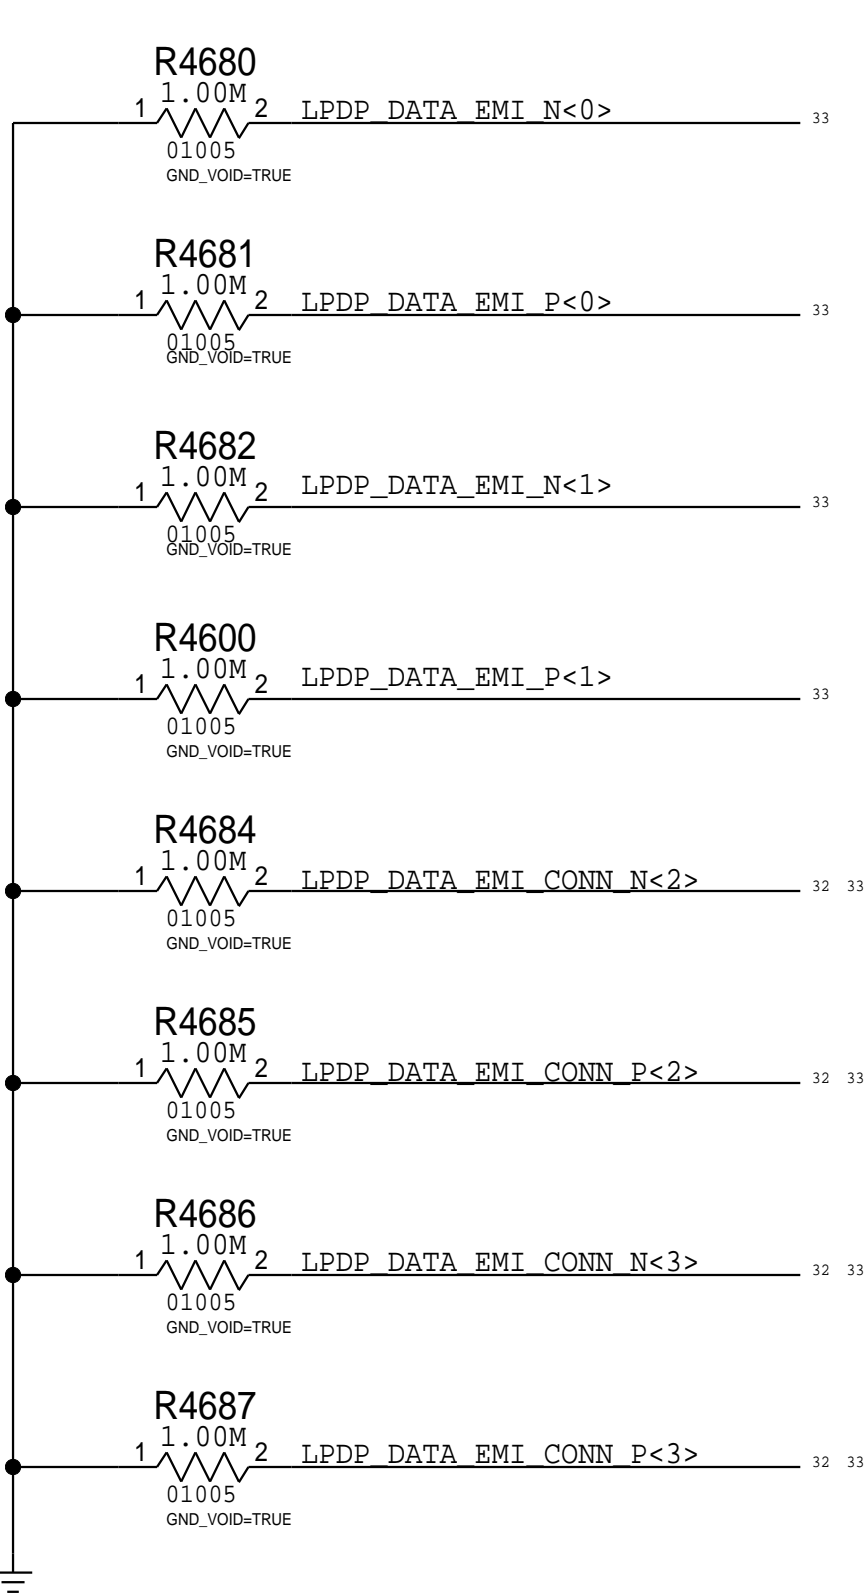 R4680
1.00M
1 2 LPDP_DATA_EMI_N<0> 33
01005
GND_VOID=TRUE
R4681
1.00M
1 2 LPDP_DATA_EMI_P<0> 33
01005
GND_VOID=TRUE
R4682
1.00M
1 2 LPDP_DATA_EMI_N<1> 33
01005
GND_VOID=TRUE
R4600
1.00M
1 2 LPDP_DATA_EMI_P<1> 33
01005
GND_VOID=TRUE
R4684
1.00M
1 2 LPDP_DATA_EMI_CONN_N<2> 32 33
01005
GND_VOID=TRUE
R4685
1.00M
1 2 LPDP_DATA_EMI_CONN_P<2> 32 33
01005
GND_VOID=TRUE
R4686
1.00M
1 2 LPDP_DATA_EMI_CONN_N<3> 32 33
01005
GND_VOID=TRUE
R4687
1.00M
1 2 LPDP_DATA_EMI_CONN_P<3> 32 33
01005
GND_VOID=TRUE